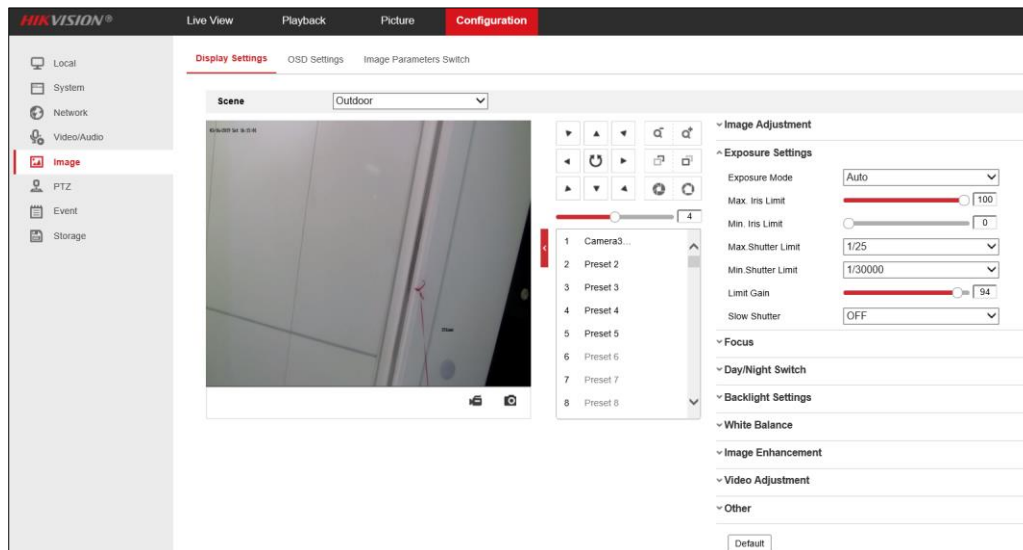 HIKVISION®
Live View Playback Picture Configuration
Local
System
Network
Video/Audio
Image
PTZ
Event
Storage
Display Settings OSD Settings Image Parameters Switch
Scene Outdoor
4
1 Camera3...
2 Preset 2
3 Preset 3
4 Preset 4
5 Preset 5
6 Preset 6
7 Preset 7
8 Preset 8
Image Adjustment
Exposure Settings
Exposure Mode Auto
Max. Iris Limit 100
Min. Iris Limit 0
Max.Shutter Limit 1/25
Min.Shutter Limit 1/30000
Limit Gain 94
Slow Shutter OFF
Focus
Day/Night Switch
Backlight Settings
White Balance
Image Enhancement
Video Adjustment
Other
Default